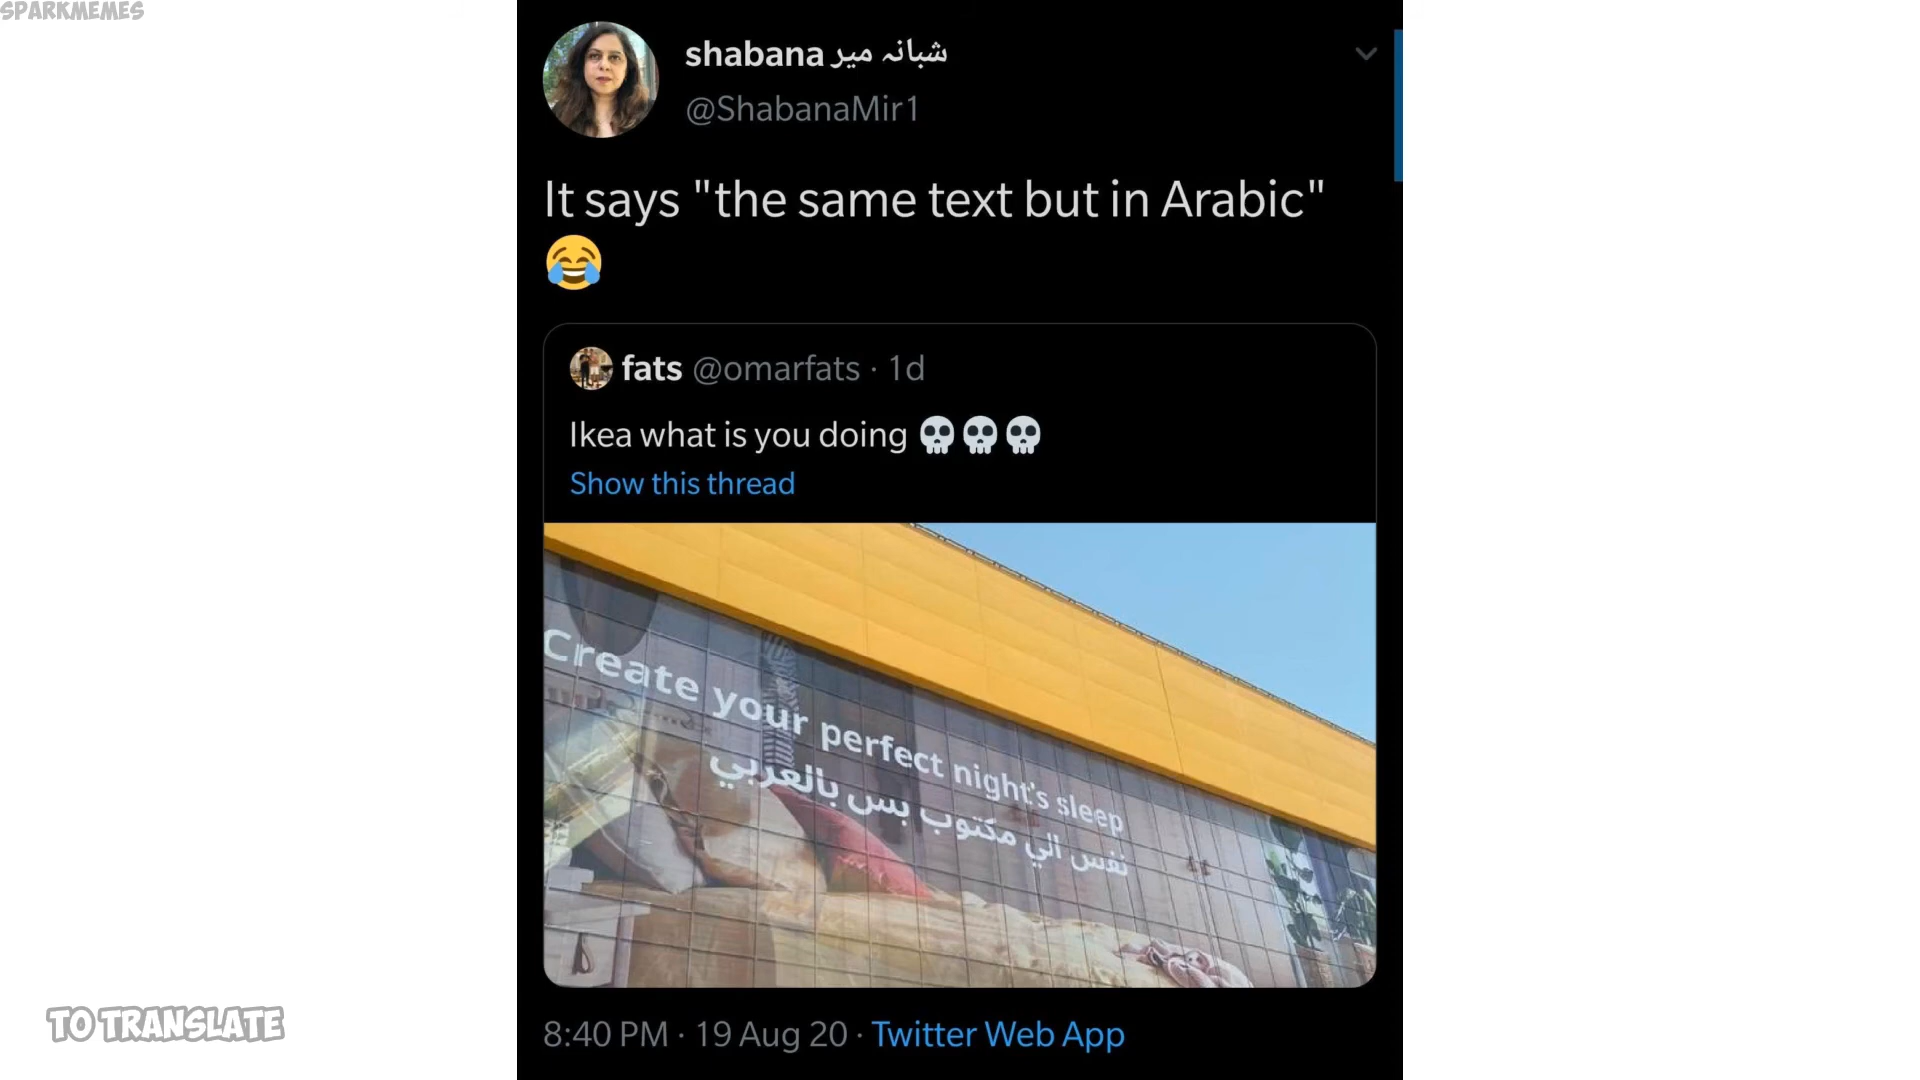 SPARKMEMES
shabana شبانہ میر
@ShabanaMir1
It says "the same text but in Arabic"
😂
fats @omarfats · 1d
Ikea what is you doing 💀💀💀
Show this thread
Create your perfect night's sleep
نفس الي مكتوب بس بالعربي
TO TRANSLATE
8:40 PM · 19 Aug 20 · Twitter Web App